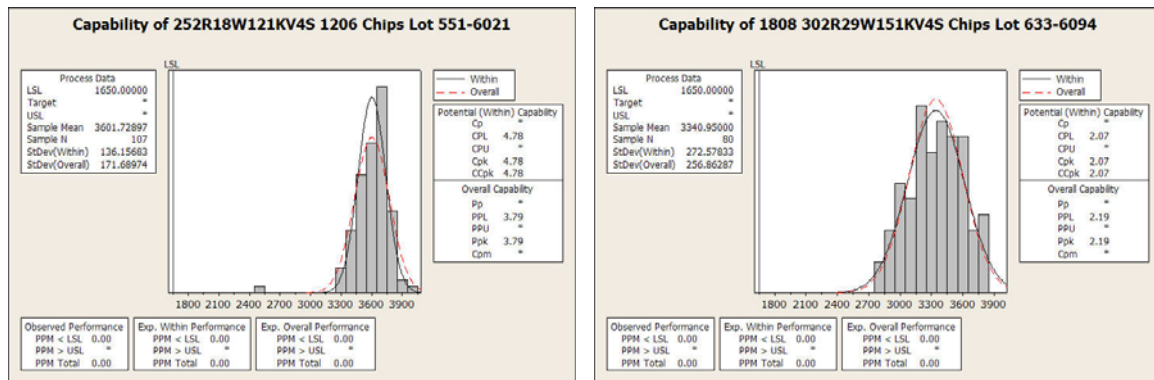 Capability of 252R18W121KV4S 1206 Chips Lot 551-6021
LSL
Process Data
LSL 1650.00000
Target *
USL *
Sample Mean 3601.72897
Sample N 107
StDev(Within) 136.15683
StDev(Overall) 171.68974
Within
Overall
Potential (Within) Capability
Cp *
CPL 4.78
CPU *
Cpk 4.78
CCpk 4.78
Overall Capability
Pp *
PPL 3.79
PPU *
Ppk 3.79
Cpm *
1800 2100 2400 2700 3000 3300 3600 3900
Observed Performance
PPM < LSL 0.00
PPM > USL *
PPM Total 0.00
Exp. Within Performance
PPM < LSL 0.00
PPM > USL *
PPM Total 0.00
Exp. Overall Performance
PPM < LSL 0.00
PPM > USL *
PPM Total 0.00
Capability of 1808 302R29W151KV4S Chips Lot 633-6094
LSL
Process Data
LSL 1650.00000
Target *
USL *
Sample Mean 3340.95000
Sample N 80
StDev(Within) 272.57833
StDev(Overall) 256.86287
Within
Overall
Potential (Within) Capability
Cp *
CPL 2.07
CPU *
Cpk 2.07
CCpk 2.07
Overall Capability
Pp *
PPL 2.19
PPU *
Ppk 2.19
Cpm *
1800 2100 2400 2700 3000 3300 3600 3900
Observed Performance
PPM < LSL 0.00
PPM > USL *
PPM Total 0.00
Exp. Within Performance
PPM < LSL 0.00
PPM > USL *
PPM Total 0.00
Exp. Overall Performance
PPM < LSL 0.00
PPM > USL *
PPM Total 0.00